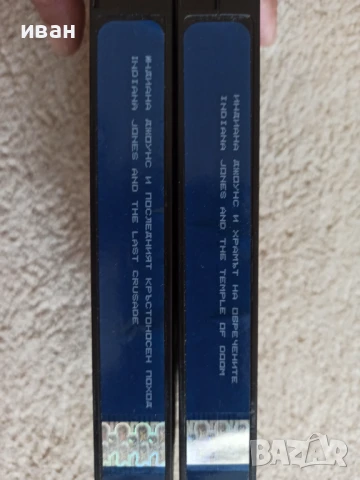 иван
ИНДИАНА ДЖОУНС И ПОСЛЕДНИЯТ КРЪСТОНОСЕН ПОХОД
INDIANA JONES AND THE LAST CRUSADE
ИНДИАНА ДЖОУНС И ХРАМЪТ НА ОБРЕЧЕНИТЕ
INDIANA JONES AND THE TEMPLE OF DOOM
BAZAR.BG